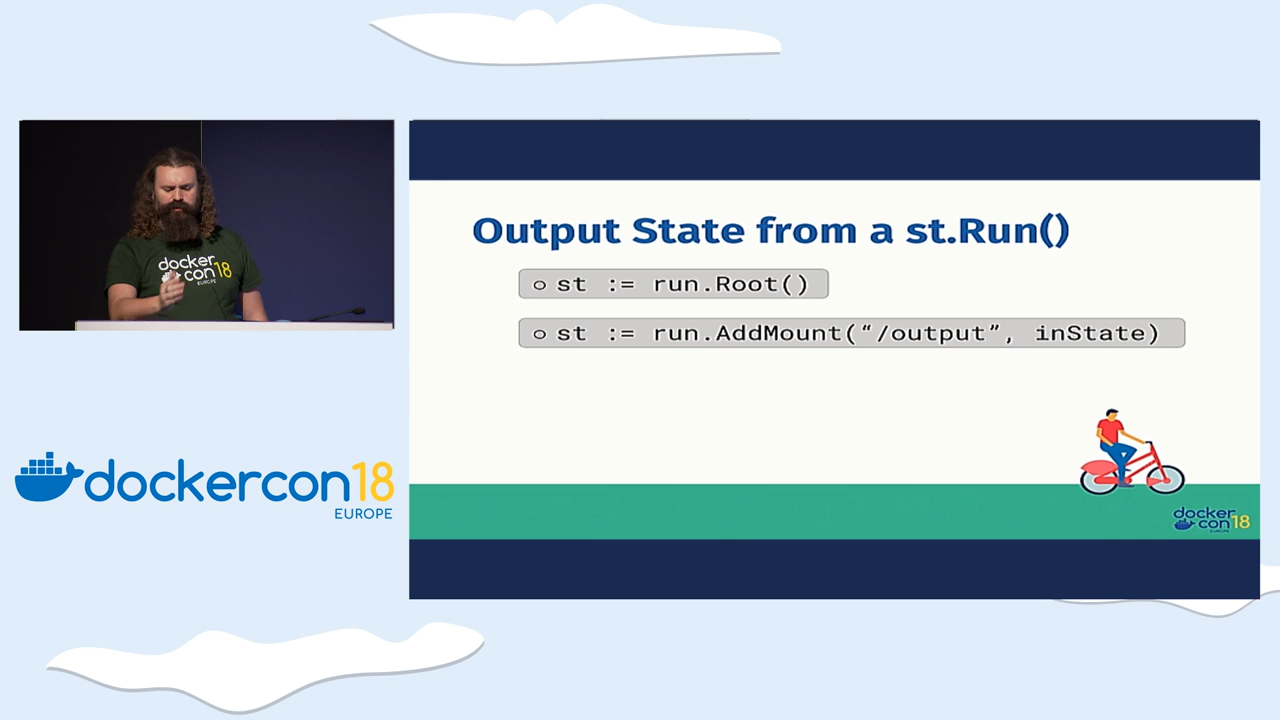 docker
con18
EUROPE
dockercon18
EUROPE
Output State from a st.Run()
st := run.Root()
st := run.AddMount(“/output”, inState)
docker
con18
EUROPE